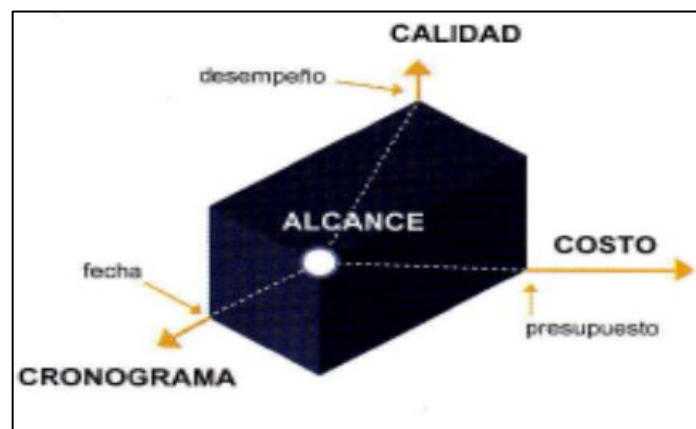 CALIDAD
desempeño
ALCANCE
COSTO
fecha
presupuesto
CRONOGRAMA